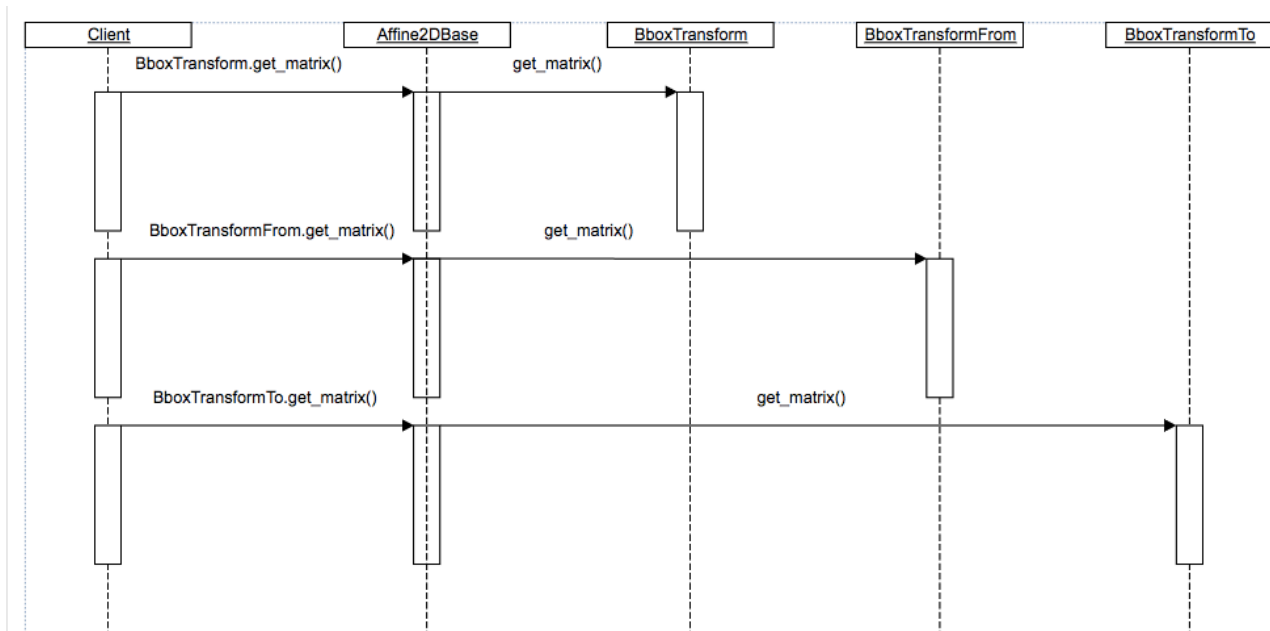 Client
Affine2DBase
BboxTransform
BboxTransformFrom
BboxTransformTo
BboxTransform.get_matrix()
get_matrix()
BboxTransformFrom.get_matrix()
get_matrix()
BboxTransformTo.get_matrix()
get_matrix()